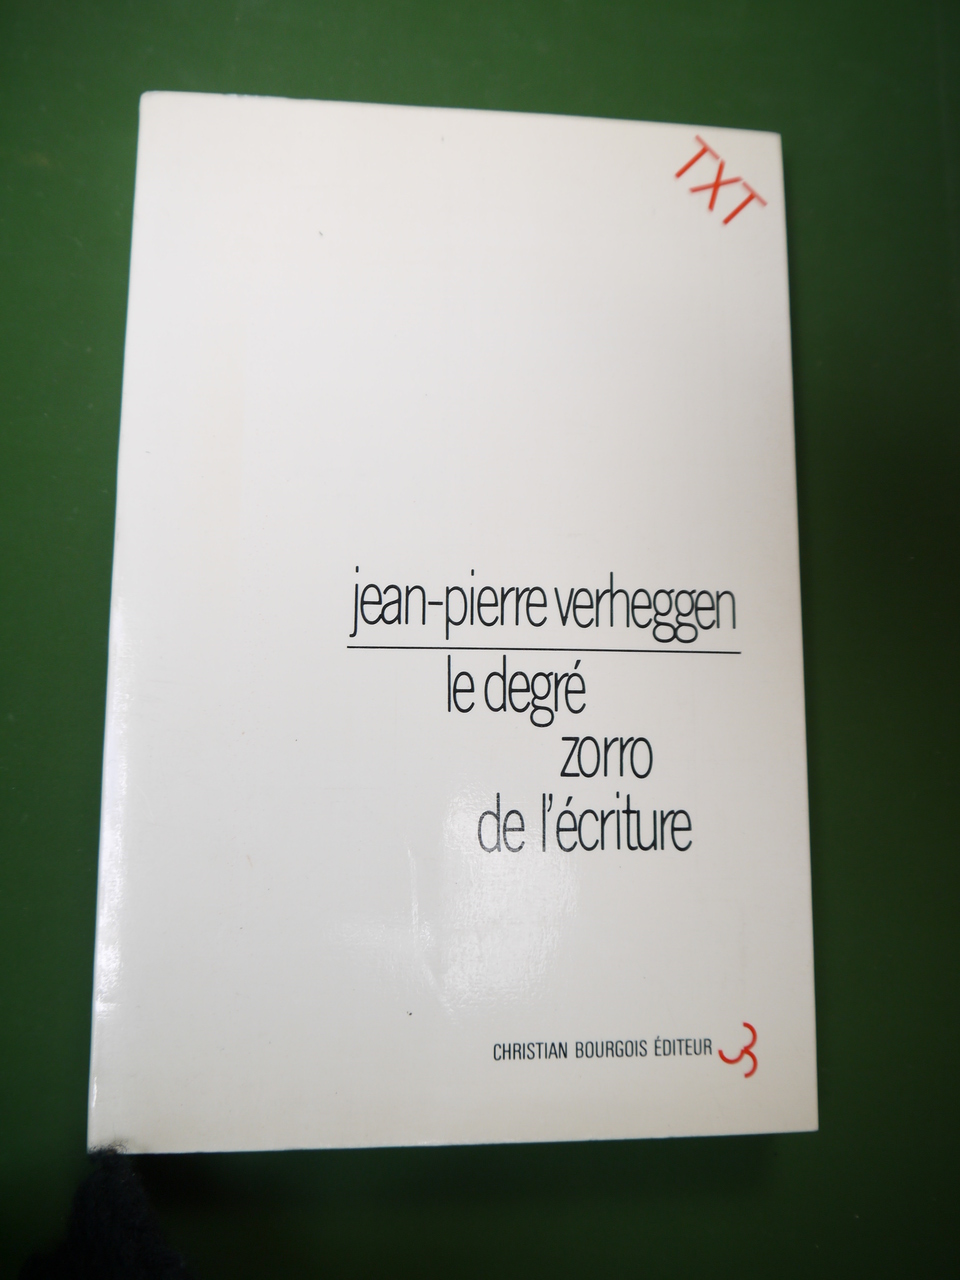 TXT
jean-pierre verheggen
le degré
zorro
de l'écriture
CHRISTIAN BOURGOIS ÉDITEUR